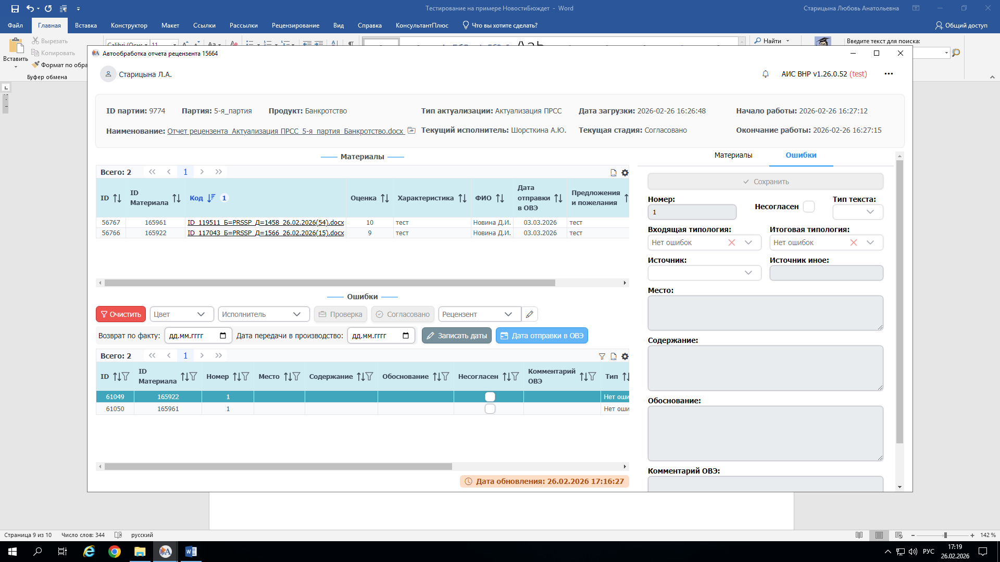 Тестирование на примере НовостиБюждет - Word
Старицына Любовь Анатольевна
Файл
Главная
Вставка
Конструктор
Макет
Ссылки
Рассылки
Рецензирование
Вид
Справка
КонсультантПлюс
Что вы хотите сделать?
Общий доступ
Вставить
Вырезать
Копировать
Формат по обра
Буфер обмена
Calibri (Осн
11
Найти
Введите текст для поиска:
Автообработка отчета рецензента 15664
Старицына Л.А.
АИС ВНР v1.26.0.52 (test)
ID партии: 9774
Партия: 5-я_партия
Продукт: Банкротство
Тип актуализации: Актуализация ПРСС
Дата загрузки: 2026-02-26 16:26:48
Начало работы: 2026-02-26 16:27:12
Наименование: Отчет рецензента_Актуализация ПРСС_5-я_партия_Банкротство.docx
Текущий исполнитель: Шорсткина А.Ю.
Текущая стадия: Согласовано
Окончание работы: 2026-02-26 16:27:15
Материалы
Всего: 2
1
ID
ID Материала
Код
1
Оценка
Характеристика
ФИО
Дата отправки в ОВЭ
Предложения и пожелания
56767 165961 ID_119511_Б=PRSSP_Д=1458_26.02.2026(54).docx 10 тест Новина Д.И. 03.03.2026 тест
56766 165922 ID_117043_Б=PRSSP_Д=1566_26.02.2026(15).docx 9 тест Новина Д.И. 03.03.2026 тест
Ошибки
Очистить
Цвет
Исполнитель
Проверка
Согласовано
Рецензент
Возврат по факту:
дд.мм.гггг
Дата передачи в производство:
дд.мм.гггг
Записать даты
Дата отправки в ОВЭ
Всего: 2
1
ID
ID Материала
Номер
Место
Содержание
Обоснование
Несогласен
Комментарий ОВЭ
Тип
61049 165922 1 Нет оши
61050 165961 1 Нет оши
Дата обновления: 26.02.2026 17:16:27
Материалы
Ошибки
Сохранить
Номер:
1
Несогласен
Тип текста:
Входящая типология:
Нет ошибок
Итоговая типология:
Нет ошибок
Источник:
Источник иное:
Место:
Содержание:
Обоснование:
Комментарий ОВЭ:
Страница 9 из 10
Число слов: 344
русский
142 %
РУС
17:19
26.02.2026